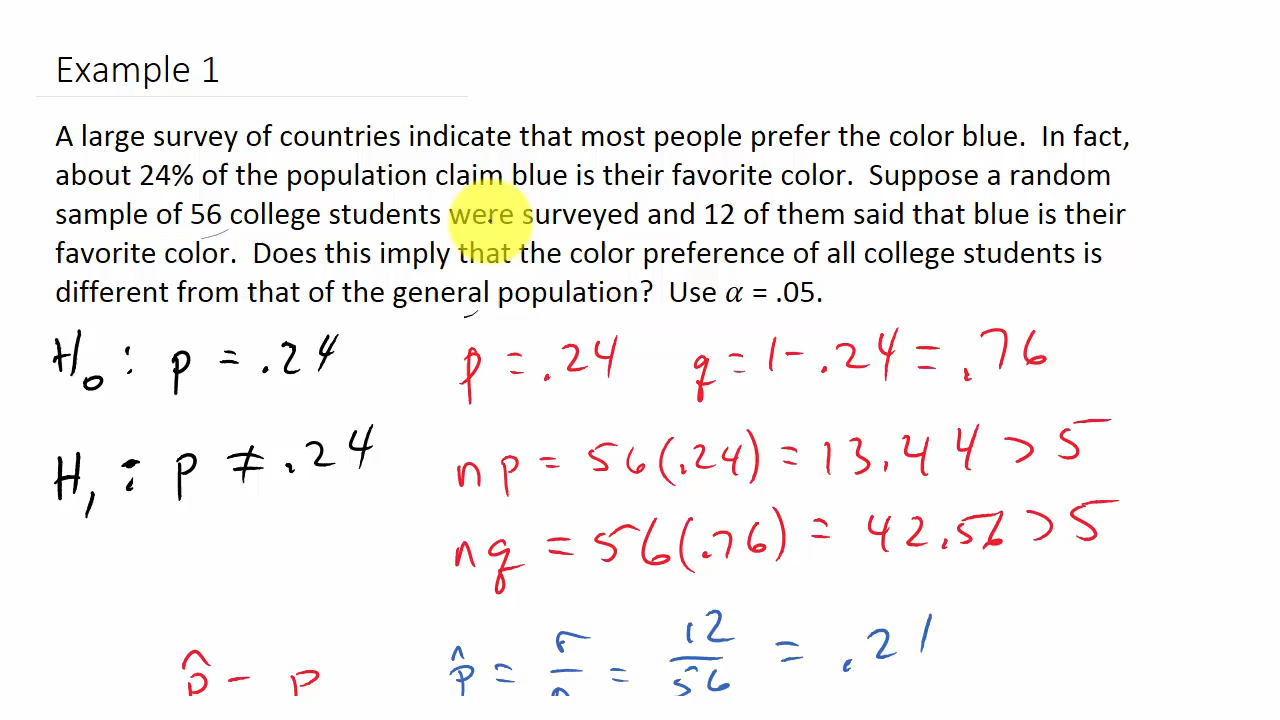 Example 1
A large survey of countries indicate that most people prefer the color blue. In fact,
about 24% of the population claim blue is their favorite color. Suppose a random
sample of 56 college students were surveyed and 12 of them said that blue is their
favorite color. Does this imply that the color preference of all college students is
different from that of the general population? Use α = .05.
H₀ : p = .24
p = .24 q = 1 - .24 = .76
H₁ : p ≠ .24
np = 56(.24) = 13.44 > 5
nq = 56(.76) = 42.56 > 5
p̂ - p
p̂ = r/n = 12/56 = .21